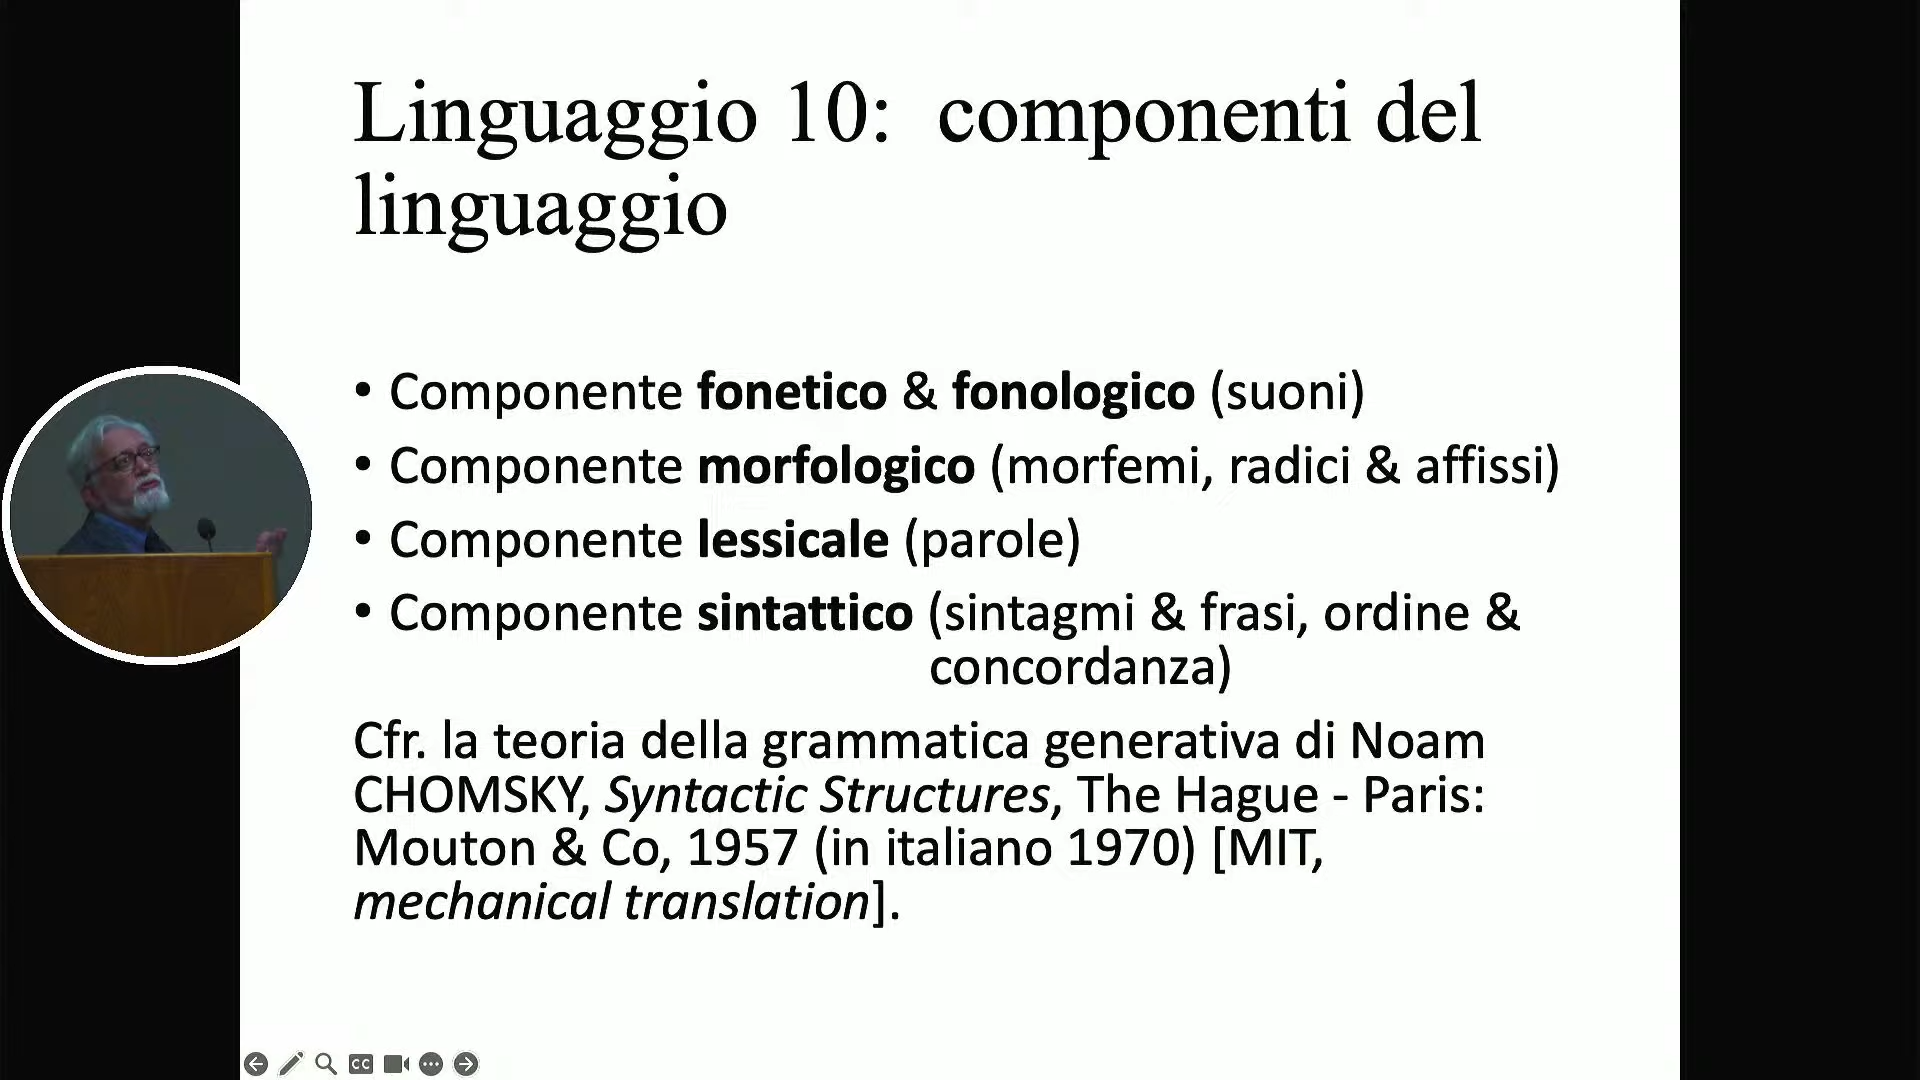 Linguaggio 10: componenti del
linguaggio
• Componente fonetico & fonologico (suoni)
• Componente morfologico (morfemi, radici & affissi)
• Componente lessicale (parole)
• Componente sintattico (sintagmi & frasi, ordine &
concordanza)
Cfr. la teoria della grammatica generativa di Noam
CHOMSKY, Syntactic Structures, The Hague - Paris:
Mouton & Co, 1957 (in italiano 1970) [MIT,
mechanical translation].
CC